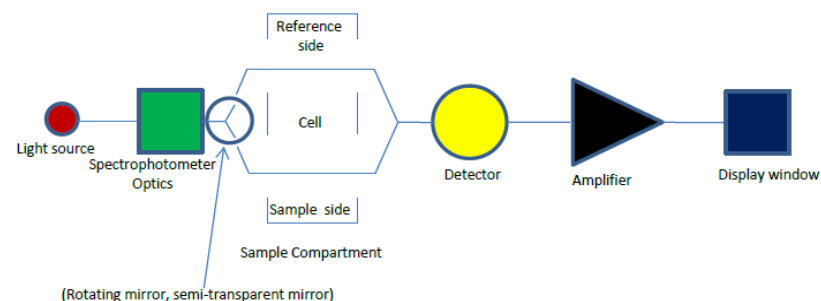 Reference
side
Cell
Light source
Spectrophotometer
Optics
Detector
Amplifier
Display window
Sample side
Sample Compartment
(Rotating mirror, semi-transparent mirror)